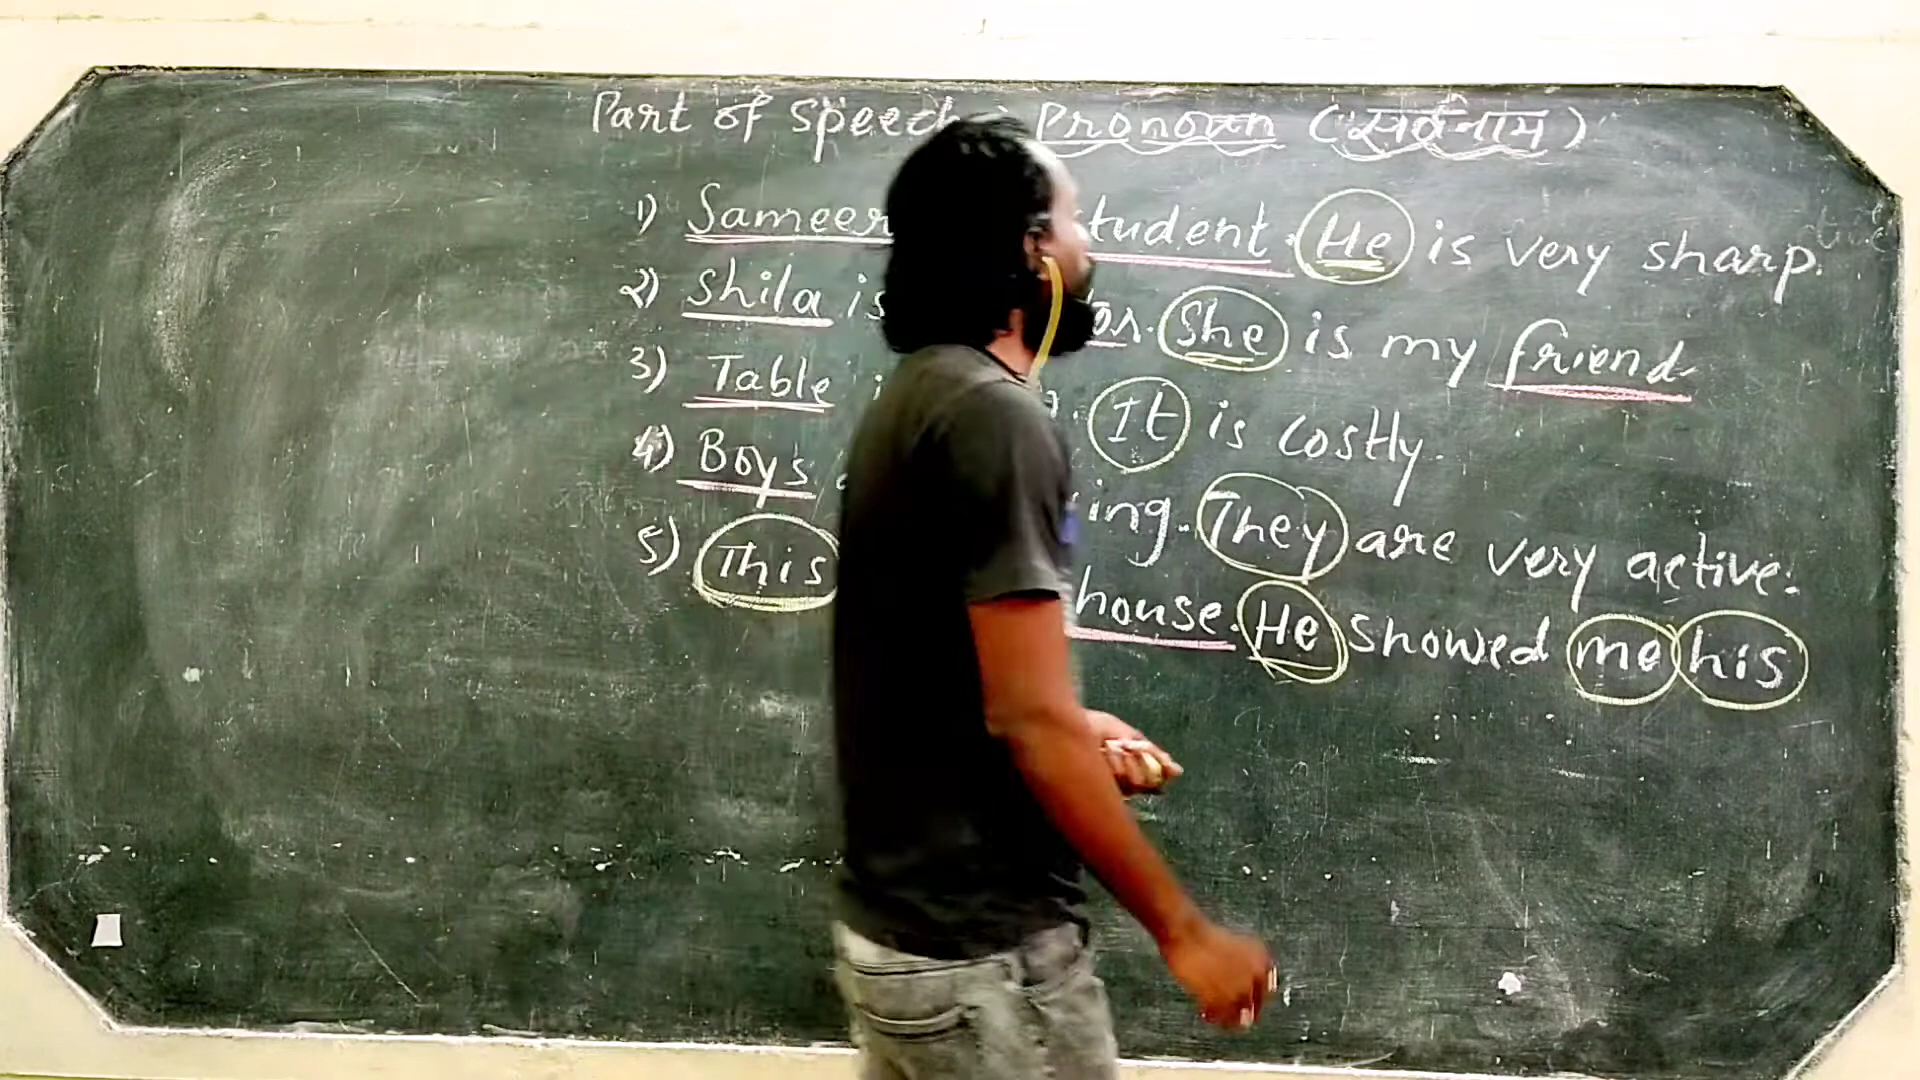 Part of Speech Pronoun (सर्वनाम)
1) Sameer student. He is very sharp.
2) Shila is She is my friend.
3) Table It is costly.
4) Boys They are very active.
5) This house. He showed me his